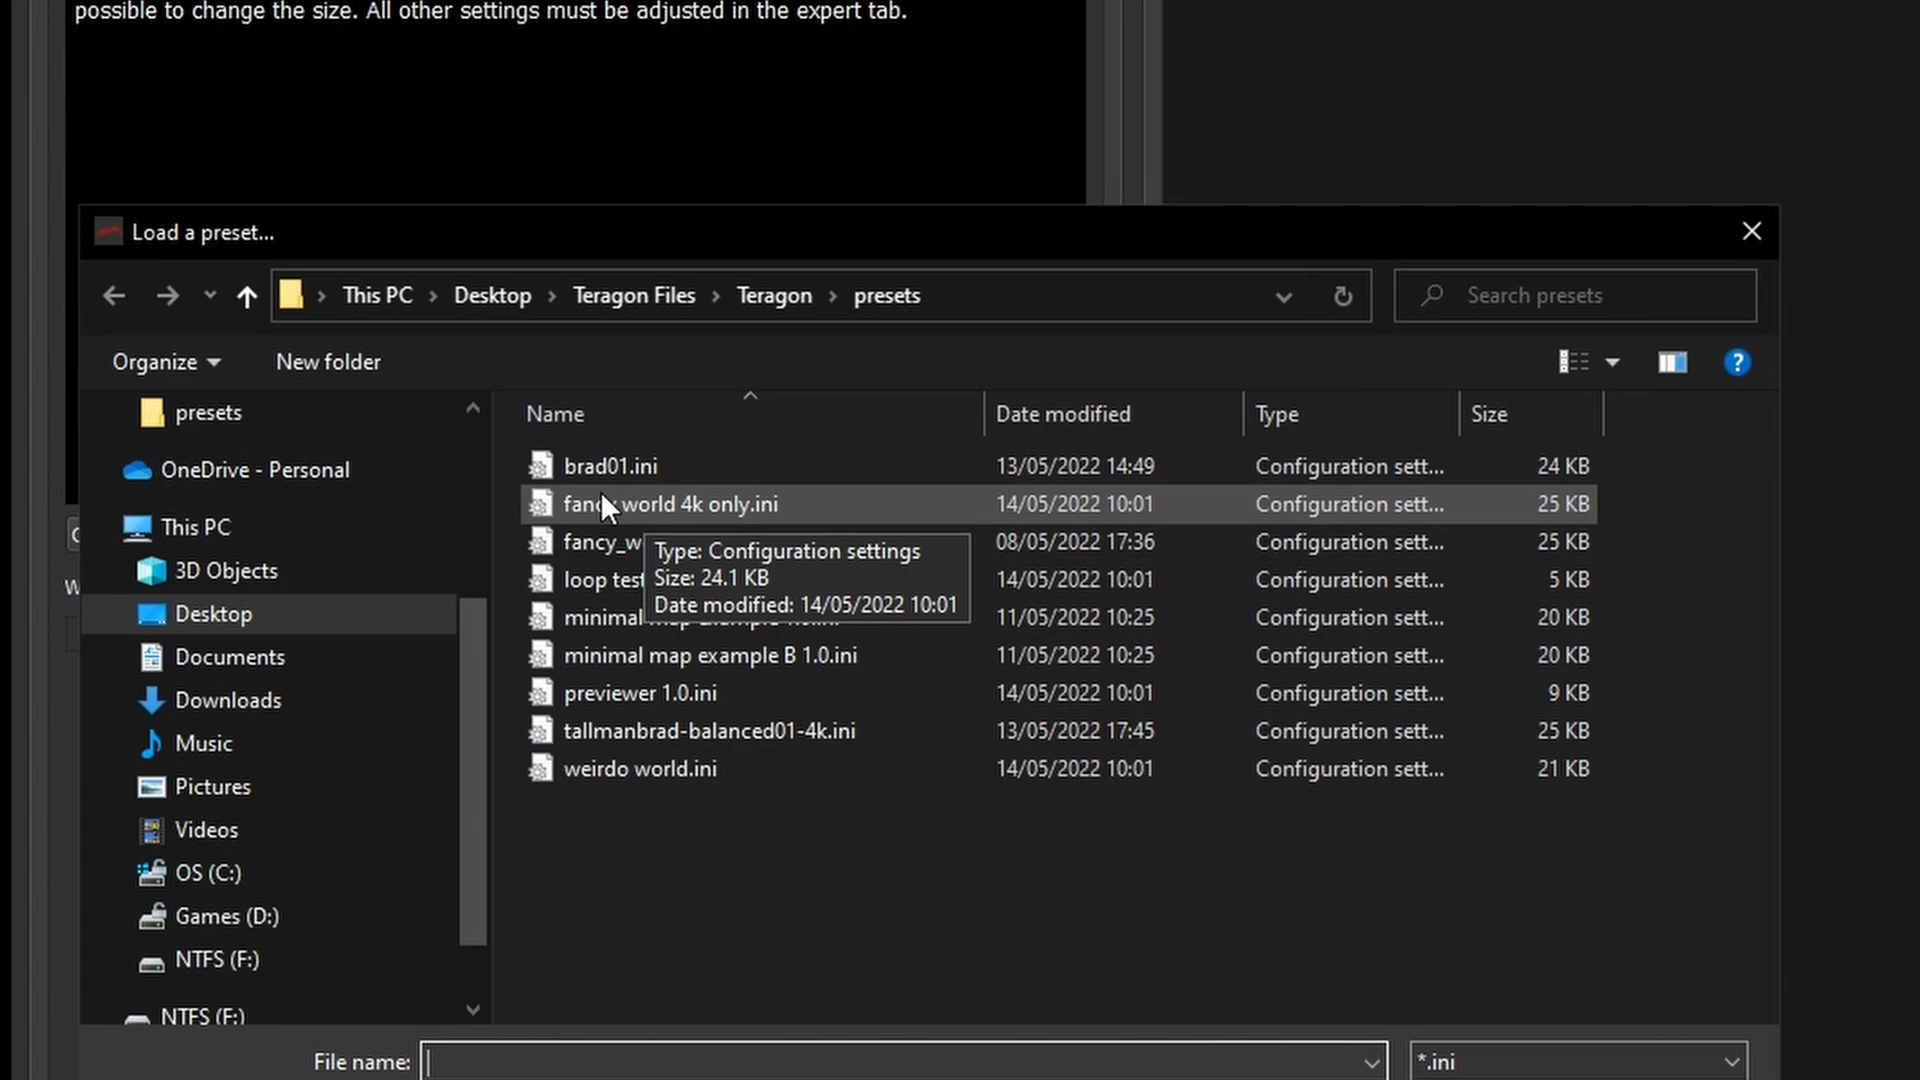 possible to change the size. All other settings must be adjusted in the expert tab.
Load a preset...
This PC > Desktop > Teragon Files > Teragon > presets
Search presets
Organize
New folder
Name Date modified Type Size
presets
OneDrive - Personal
This PC
3D Objects
Desktop
Documents
Downloads
Music
Pictures
Videos
OS (C:)
Games (D:)
NTFS (F:)
NTFS (F:)
brad01.ini 13/05/2022 14:49 Configuration sett... 24 KB
world 4k only.ini 14/05/2022 10:01 Configuration sett... 25 KB
fancy_w 08/05/2022 17:36 Configuration sett... 25 KB
loop test 14/05/2022 10:01 Configuration sett... 5 KB
minimal 11/05/2022 10:25 Configuration sett... 20 KB
minimal map example B 1.0.ini 11/05/2022 10:25 Configuration sett... 20 KB
previewer 1.0.ini 14/05/2022 10:01 Configuration sett... 9 KB
tallmanbrad-balanced01-4k.ini 13/05/2022 17:45 Configuration sett... 25 KB
weirdo world.ini 14/05/2022 10:01 Configuration sett... 21 KB
Type: Configuration settings
Size: 24.1 KB
Date modified: 14/05/2022 10:01
File name:
*.ini